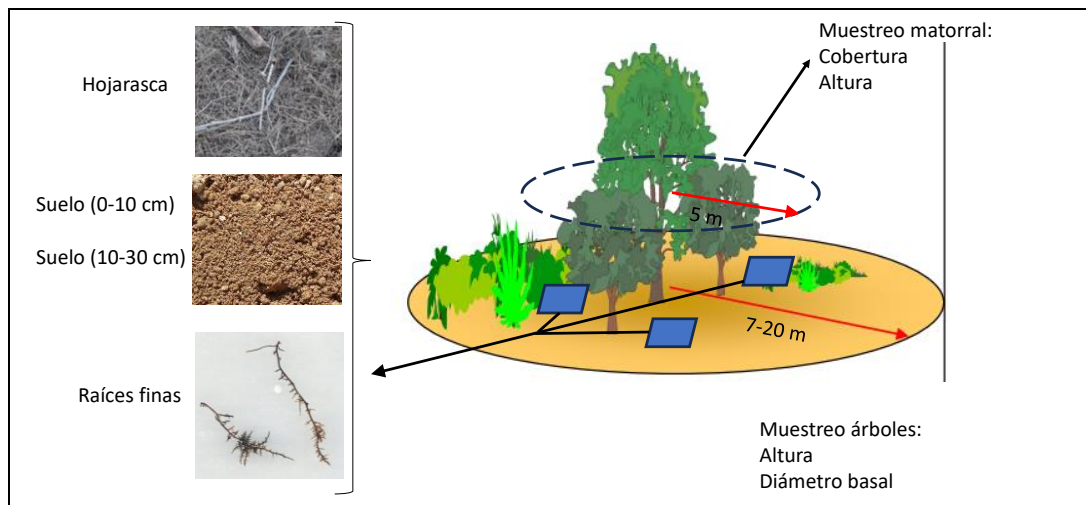 Hojarasca
Suelo (0-10 cm)
Suelo (10-30 cm)
Raíces finas
Muestreo matorral:
Cobertura
Altura
5 m
7-20 m
Muestreo árboles:
Altura
Diámetro basal